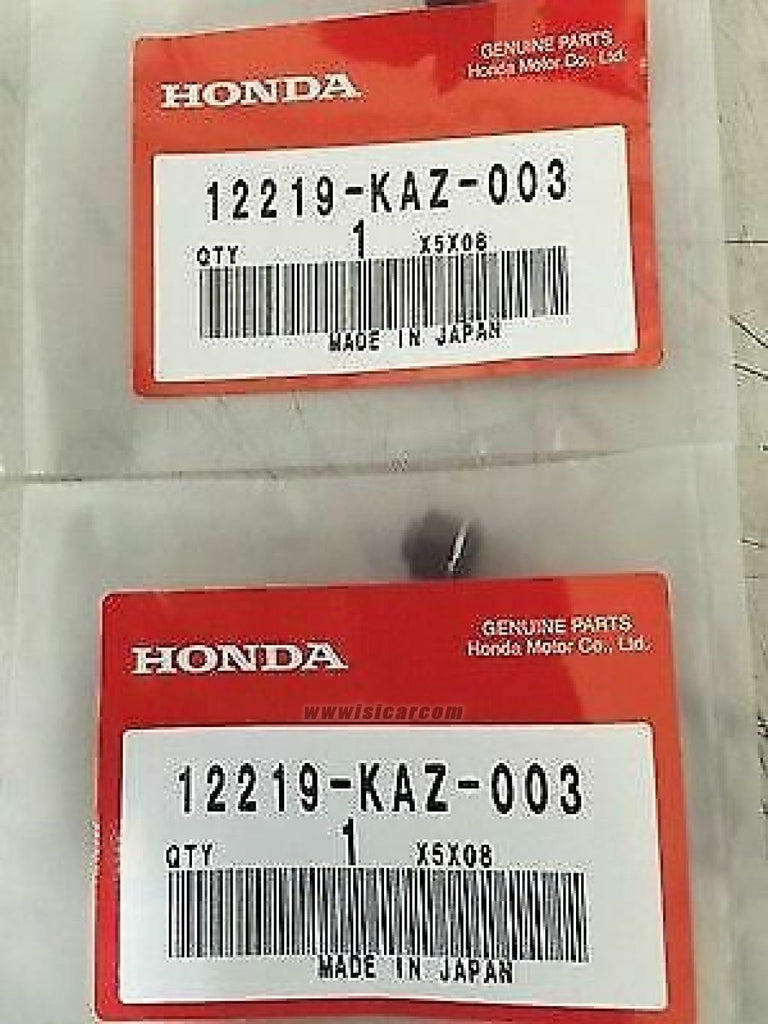 GENUINE PARTS
HONDA Honda Motor Co., Ltd.
12219-KAZ-003
QTY 1 X5X08
MADE IN JAPAN
GENUINE PARTS
HONDA Honda Motor Co., Ltd.
wwwisicarcom
12219-KAZ-003
QTY 1 X5X08
MADE IN JAPAN